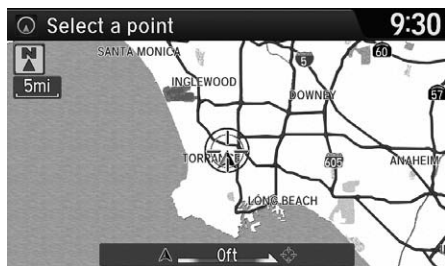 Select a point
9:30
N
SANTA MONICA
5
60
5mi
INGLEWOOD
DOWNEY
57
TORRANCE
605
ANAHEIM
LONG BEACH
0ft